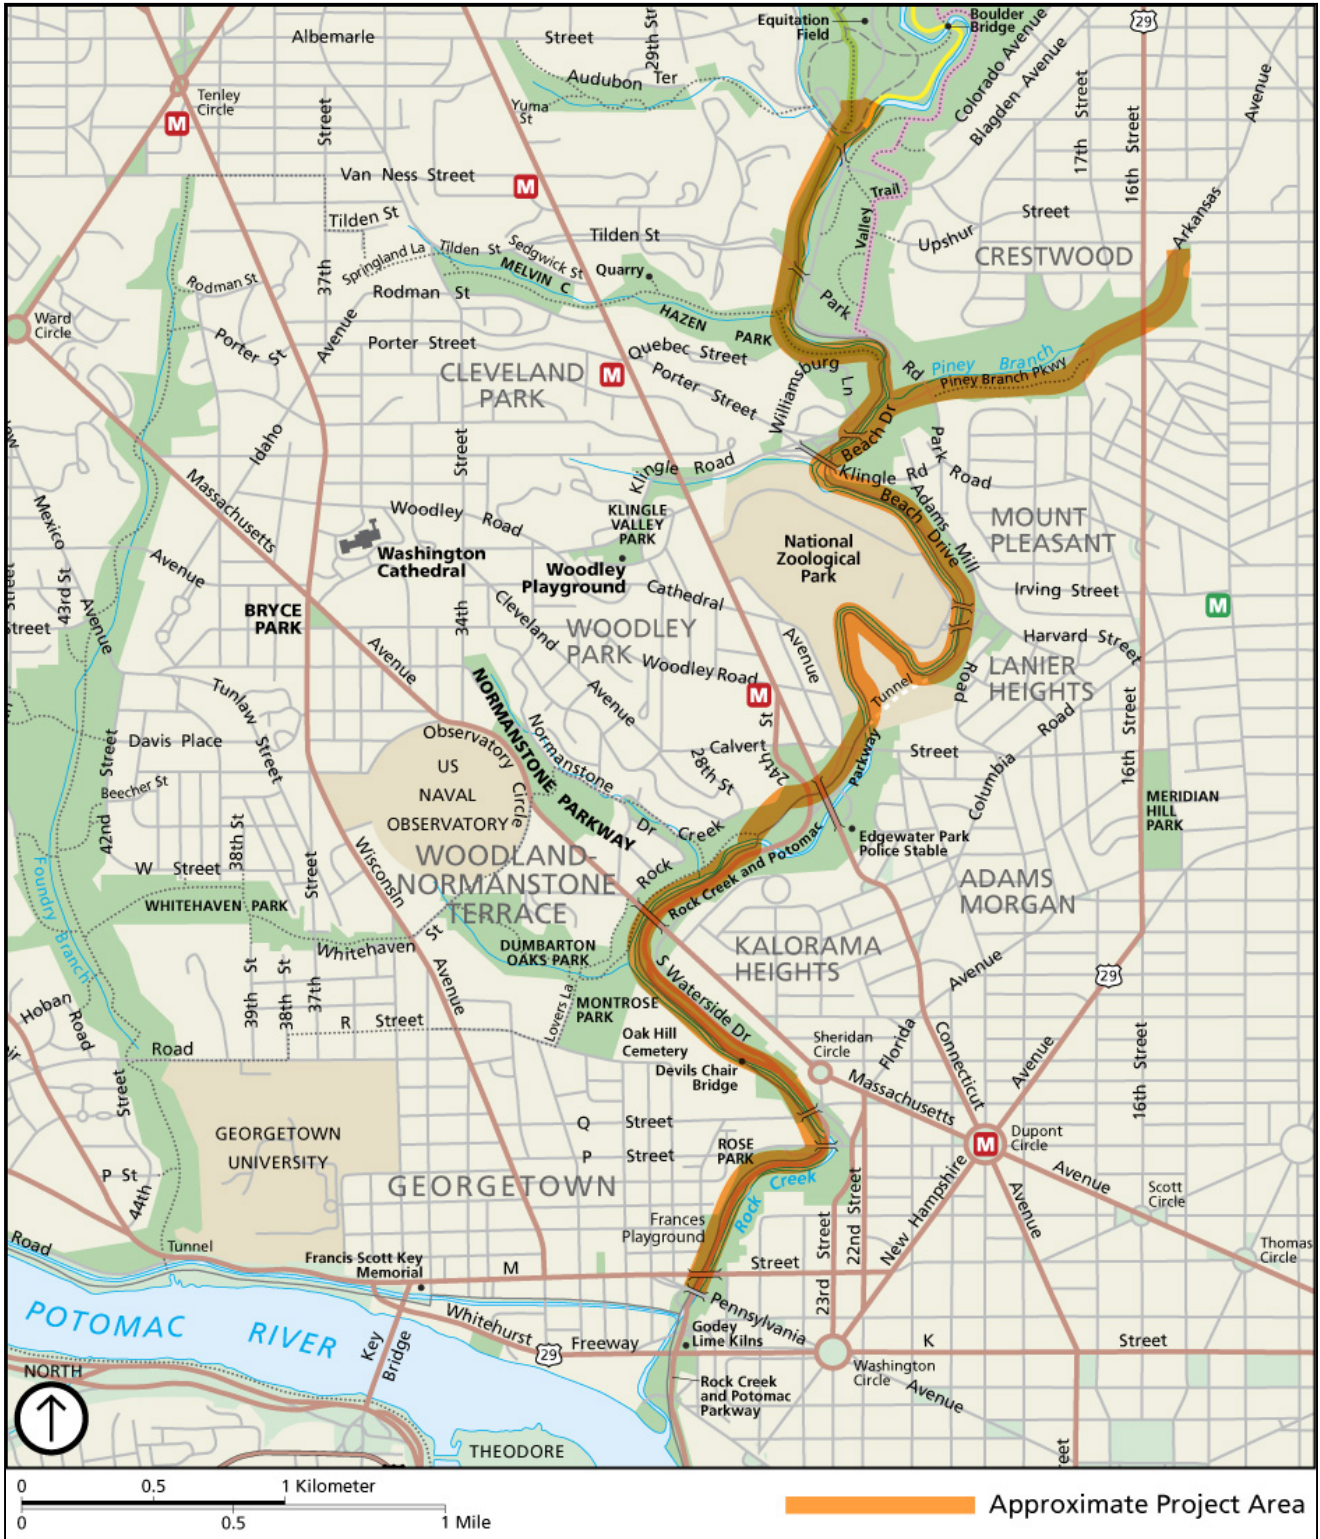 Equitation
Field
Boulder
Bridge
29
Albemarle
Street
29th Str
Audubon Ter
Yuma
St
Colorado Avenue
Blagden Avenue
17th Street
16th Street
Avenue
Tenley
Circle
M
Street
Van Ness Street
M
Tilden St
Springland La
Tilden St
Sedgwick St
Tilden St
MELVIN C
Quarry
HAZEN
PARK
Valley
Trail
Park
Rd
Upshur
Street
CRESTWOOD
Arkansas
Rodman St
37th
Rodman St
Ward
Circle
Porter St
Avenue
Porter Street
CLEVELAND
PARK
M
Quebec Street
Porter Street
Williamsburg
Ln
Piney Branch
Piney Branch Pkwy
Idaho
Street
Klingle Road
Beach Dr
Klingle Rd
Park Road
Massachusetts
Mexico
Avenue
Woodley Road
KLINGLE
VALLEY
PARK
Beach Drive
Adams
Mill
Road
MOUNT
PLEASANT
Washington
Cathedral
Woodley
Playground
National
Zoological
Park
Street
43rd St
Avenue
Street
BRYCE
PARK
34th
Cleveland
Avenue
Cathedral
Avenue
Irving Street
M
WOODLEY
PARK
Harvard Street
Avenue
Woodley Road
LANIER
HEIGHTS
Tunnel
M
St
Tunlaw
Street
NORMANSTONE PARKWAY
Normanstone
Dr
Creek
Davis Place
Observatory
Circle
Calvert
Street
24th
28th St
Parkway
Columbia
Road
16th Street
Street
42nd
Beecher St
US
NAVAL
OBSERVATORY
MERIDIAN
HILL
PARK
W Street
38th St
Street
Wisconsin
WOODLAND-
NORMANSTONE
TERRACE
Rock
Rock Creek and Potomac
Edgewater Park
Police Stable
ADAMS
MORGAN
Foundry
Branch
WHITEHAVEN PARK
Whitehaven St
DUMBARTON
OAKS PARK
KALORAMA
HEIGHTS
Avenue
29
Avenue
39th St
38th St
37th
Hoban
Road
R Street
Lovers La
MONTROSE
PARK
S Waterside Dr
Oak Hill
Cemetery
Sheridan
Circle
Florida
Connecticut
Avenue
16th Street
Road
Devils Chair
Bridge
Massachusetts
Street
GEORGETOWN
UNIVERSITY
Q Street
ROSE
PARK
M
Dupont
Circle
P Street
P St
44th
GEORGETOWN
Rock Creek
22nd Street
New Hampshire
Avenue
Avenue
Scott
Circle
Frances
Playground
Street
23rd
Thomas
Circle
Road
Tunnel
Francis Scott Key
Memorial
M
Street
POTOMAC RIVER
Key
Bridge
Whitehurst
Freeway
29
Godey
Lime Kilns
Pennsylvania
K
Street
Washington
Circle
Avenue
NORTH
Rock Creek
and Potomac
Parkway
THEODORE
0 0.5 1 Kilometer
0 0.5 1 Mile
Approximate Project Area